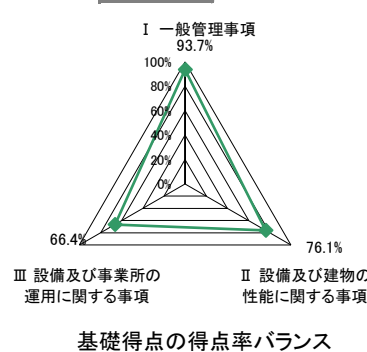 Ⅰ 一般管理事項
93.7%
100%
80%
60%
40%
20%
0%
66.4%
76.1%
Ⅲ 設備及び事業所の
運用に関する事項
Ⅱ 設備及び建物の
性能に関する事項
基礎得点の得点率バランス